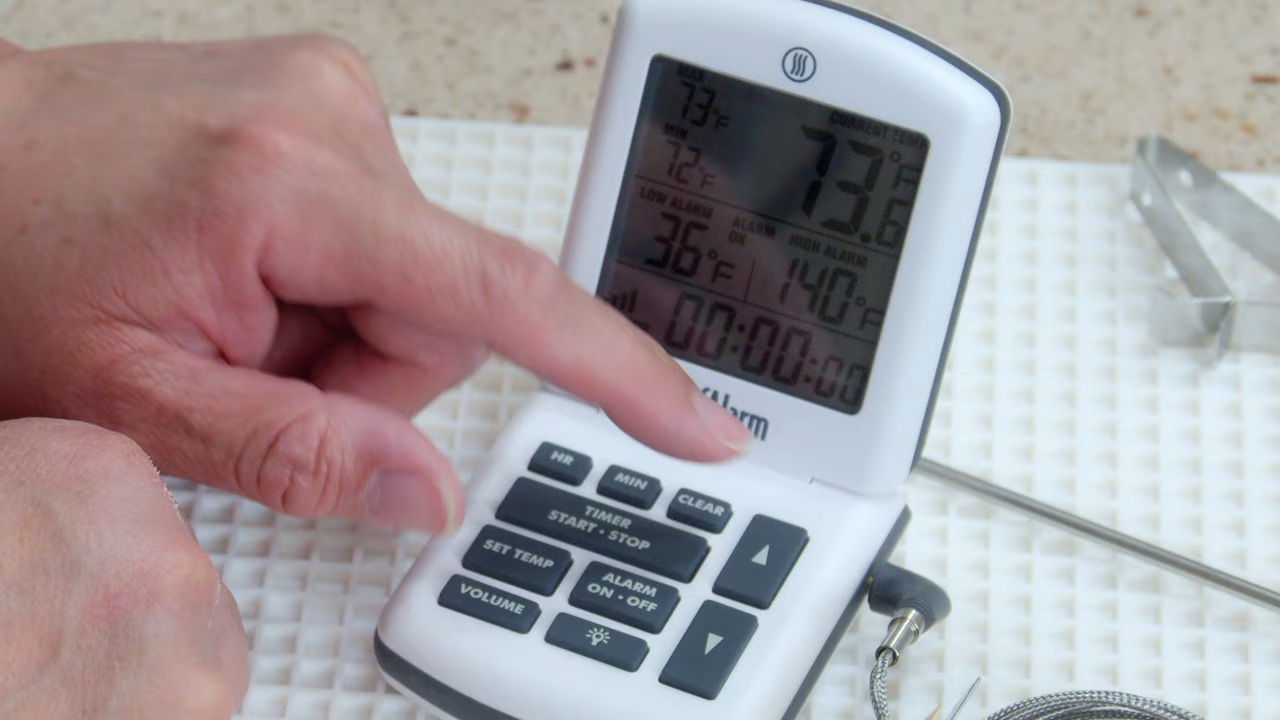 MAX
73°F
CURRENT TEMP
73.6°F
MIN
72°F
LOW ALARM
36°F
ALARM ON
HIGH ALARM
140°F
00:00:00
Alarm
HR
MIN
CLEAR
TIMER
START • STOP
SET TEMP
ALARM
ON • OFF
VOLUME